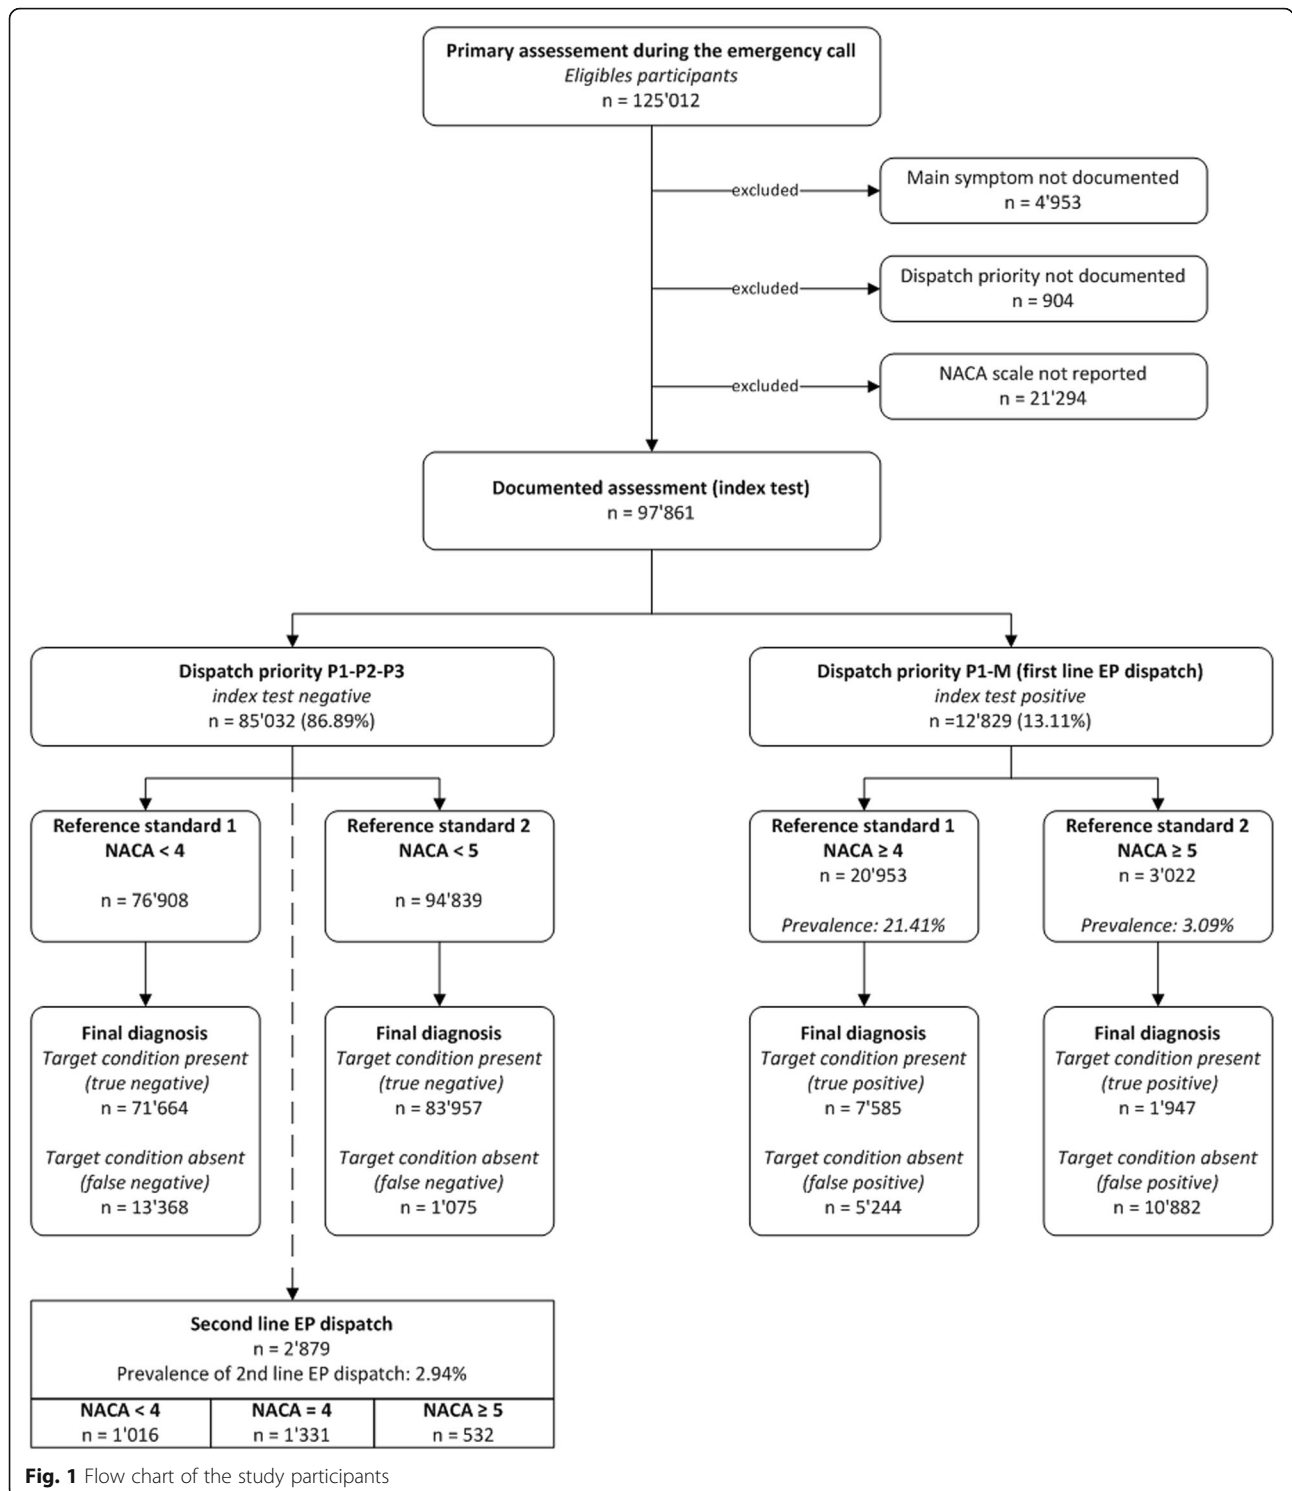 Primary assessement during the emergency call
Eligibles participants
n = 125'012
excluded
Main symptom not documented
n = 4'953
excluded
Dispatch priority not documented
n = 904
excluded
NACA scale not reported
n = 21'294
Documented assessment (index test)
n = 97'861
Dispatch priority P1-P2-P3
index test negative
n = 85'032 (86.89%)
Dispatch priority P1-M (first line EP dispatch)
index test positive
n =12'829 (13.11%)
Reference standard 1
NACA < 4
n = 76'908
Reference standard 2
NACA < 5
n = 94'839
Reference standard 1
NACA ≥ 4
n = 20'953
Prevalence: 21.41%
Reference standard 2
NACA ≥ 5
n = 3'022
Prevalence: 3.09%
Final diagnosis
Target condition present
(true negative)
n = 71'664
Target condition absent
(false negative)
n = 13'368
Final diagnosis
Target condition present
(true negative)
n = 83'957
Target condition absent
(false negative)
n = 1'075
Final diagnosis
Target condition present
(true positive)
n = 7'585
Target condition absent
(false positive)
n = 5'244
Final diagnosis
Target condition present
(true positive)
n = 1'947
Target condition absent
(false positive)
n = 10'882
Second line EP dispatch
n = 2'879
Prevalence of 2nd line EP dispatch: 2.94%
NACA < 4
n = 1'016
NACA = 4
n = 1'331
NACA ≥ 5
n = 532
Fig. 1 Flow chart of the study participants